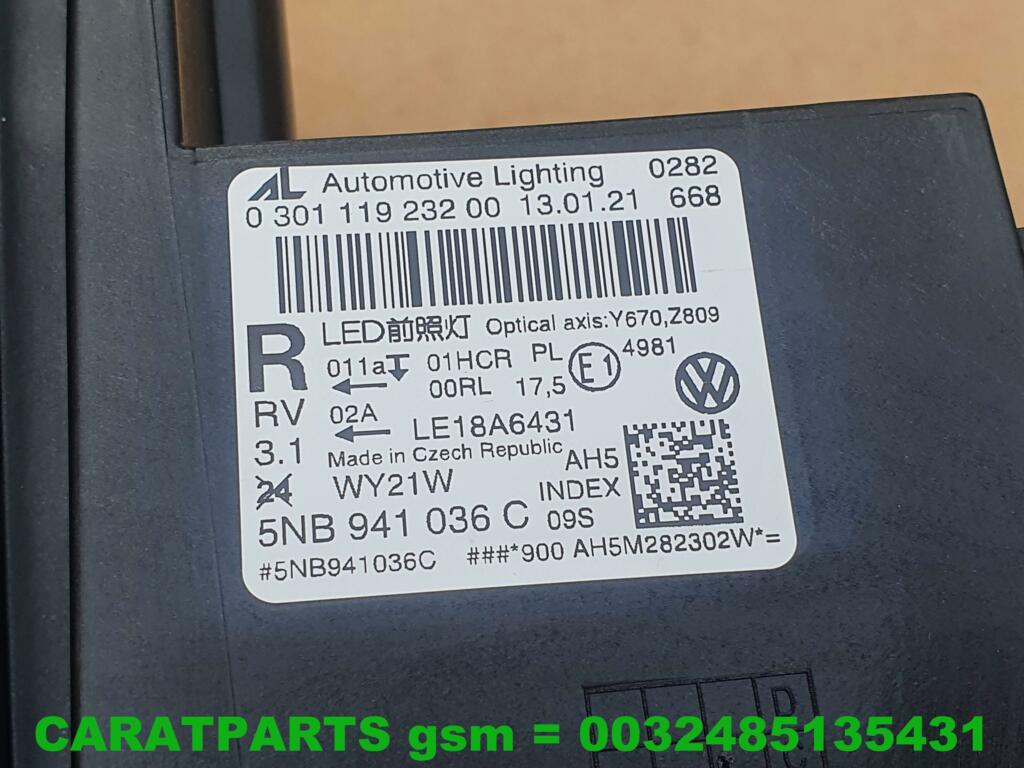 AL Automotive Lighting 0282
0 301 119 232 00 13.01.21 668
R LED前照灯 Optical axis:Y670,Z809
011a 01HCR PL E1 4981
00RL 17,5
RV 02A LE18A6431
3.1 Made in Czech Republic AH5
24 WY21W INDEX
5NB 941 036 C 09S
#5NB941036C ###*900 AH5M282302W*=
CARATPARTS gsm = 0032485135431